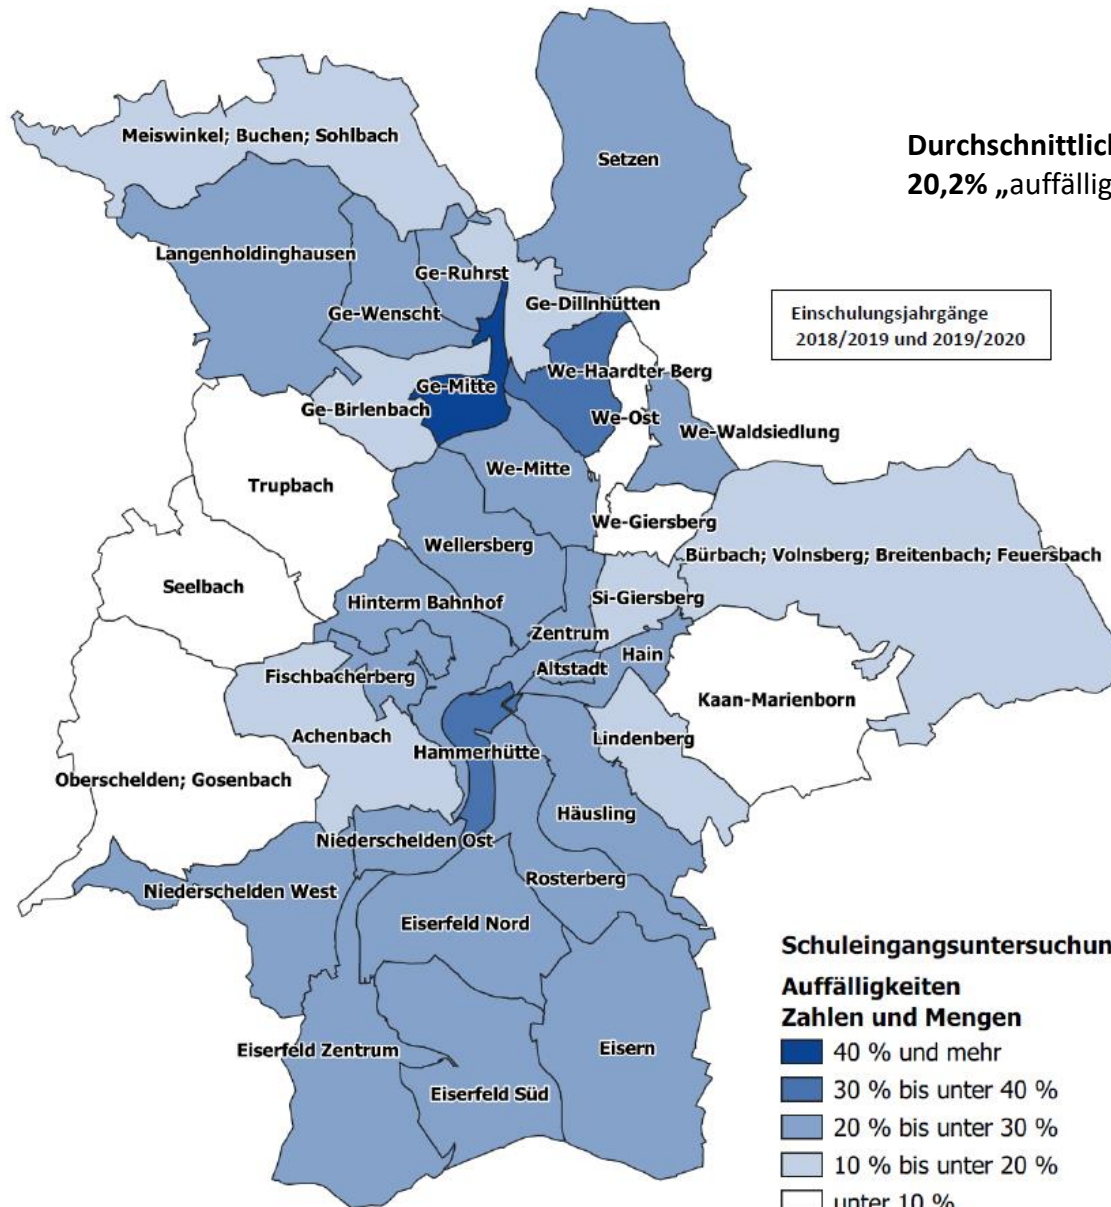 Durchschnittlich
20,2% „auffällig
Einschulungsjahrgänge
2018/2019 und 2019/2020
Meiswinkel; Buchen; Sohlbach
Setzen
Langenholdinghausen
Ge-Ruhrst
Ge-Wenscht
Ge-Dillnhütten
We-Haardter Berg
Ge-Mitte
Ge-Birlenbach
We-Ost
We-Waldsiedlung
We-Mitte
Trupbach
We-Giersberg
Wellersberg
Bürbach; Volnsberg; Breitenbach; Feuersbach
Seelbach
Hinterm Bahnhof
Si-Giersberg
Zentrum
Hain
Altstadt
Fischbacherberg
Kaan-Marienborn
Achenbach
Lindenberg
Hammerhütte
Oberschelden; Gosenbach
Häusling
Niederschelden Ost
Rosterberg
Niederschelden West
Eiserfeld Nord
Eiserfeld Zentrum
Eisern
Eiserfeld Süd
Schuleingangsuntersuchun
Auffälligkeiten
Zahlen und Mengen
40 % und mehr
30 % bis unter 40 %
20 % bis unter 30 %
10 % bis unter 20 %
unter 10 %